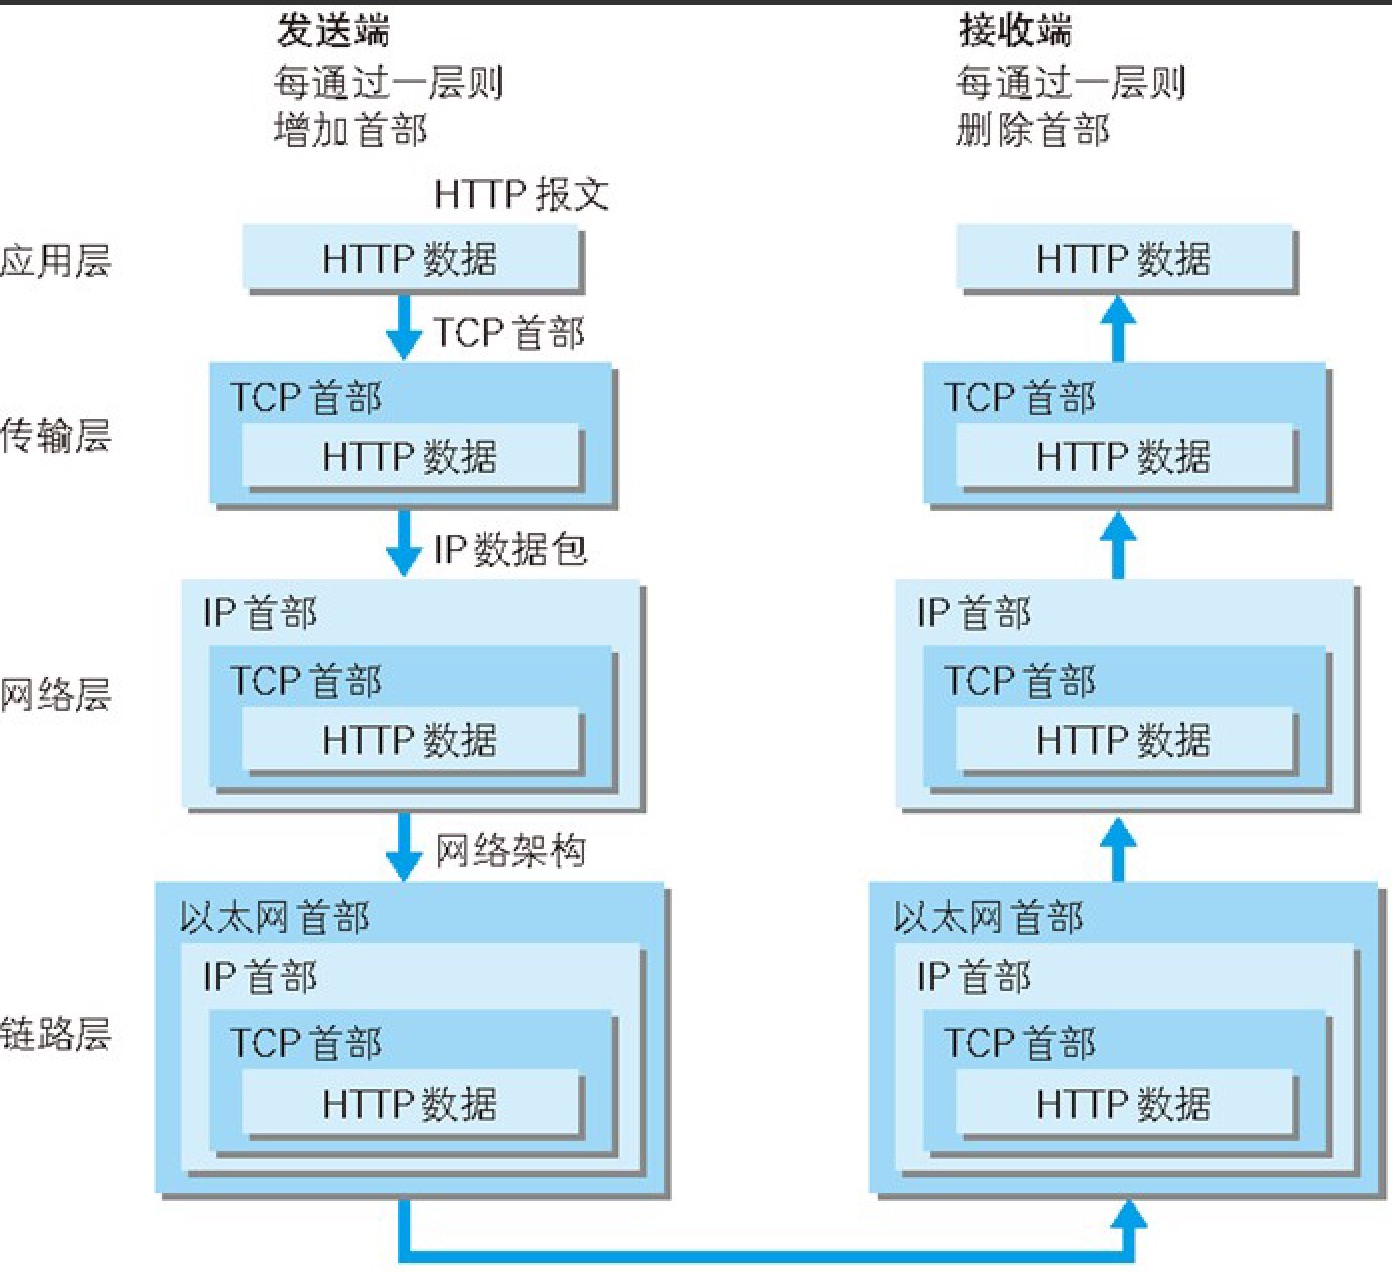 发送端
每通过一层则
增加首部
接收端
每通过一层则
删除首部
HTTP 报文
应用层
HTTP 数据
HTTP 数据
TCP 首部
传输层
TCP 首部
HTTP 数据
TCP 首部
HTTP 数据
IP 数据包
网络层
IP 首部
TCP 首部
HTTP 数据
IP 首部
TCP 首部
HTTP 数据
网络架构
链路层
以太网首部
IP 首部
TCP 首部
HTTP 数据
以太网首部
IP 首部
TCP 首部
HTTP 数据